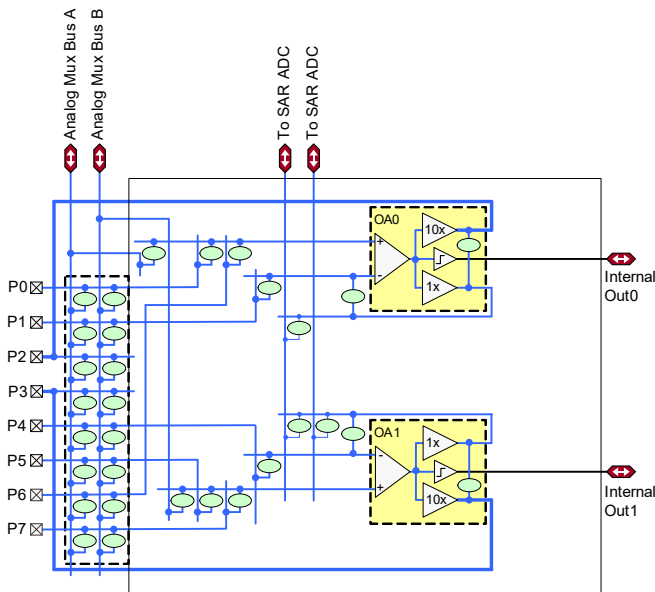 Analog Mux Bus A
Analog Mux Bus B
To SAR ADC
To SAR ADC
OA0
10x
+
-
1x
Internal
Out0
P0
P1
P2
P3
P4
P5
P6
P7
OA1
1x
-
+
10x
Internal
Out1